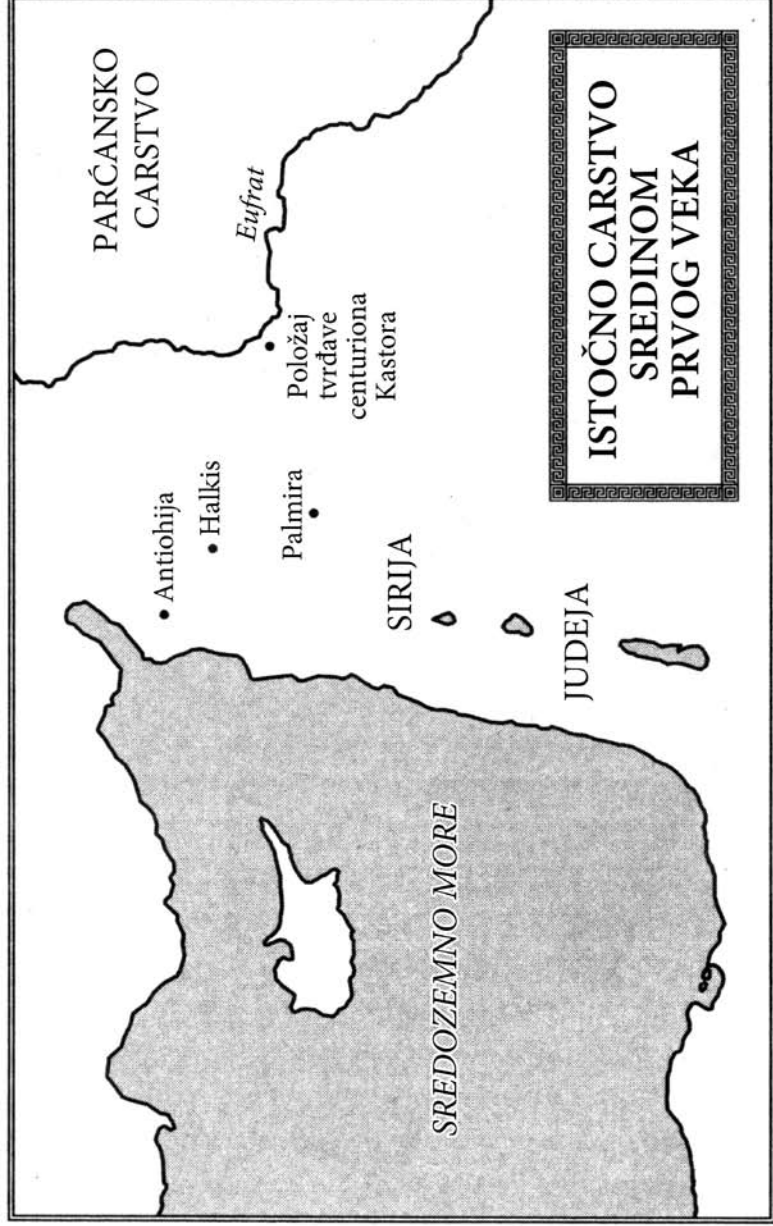 PARĆANSKO
CARSTVO
Eufrat
Položaj
tvrđave
centuriona
Kastora
Antiohija
Halkis
Palmira
SIRIJA
JUDEJA
SREDOZEMNO MORE
ISTOČNO CARSTVO
SREDINOM
PRVOG VEKA